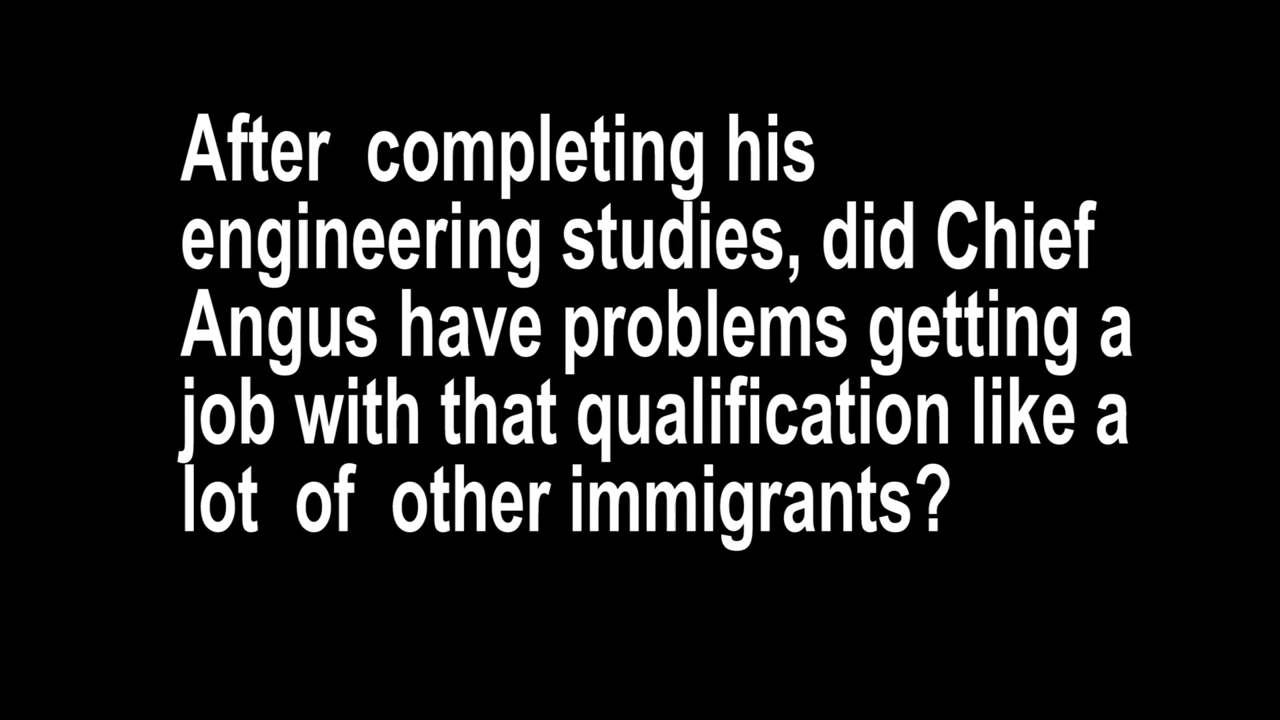 After  completing his
engineering studies, did Chief
Angus have problems getting a
job with that qualification like a
lot  of  other immigrants?